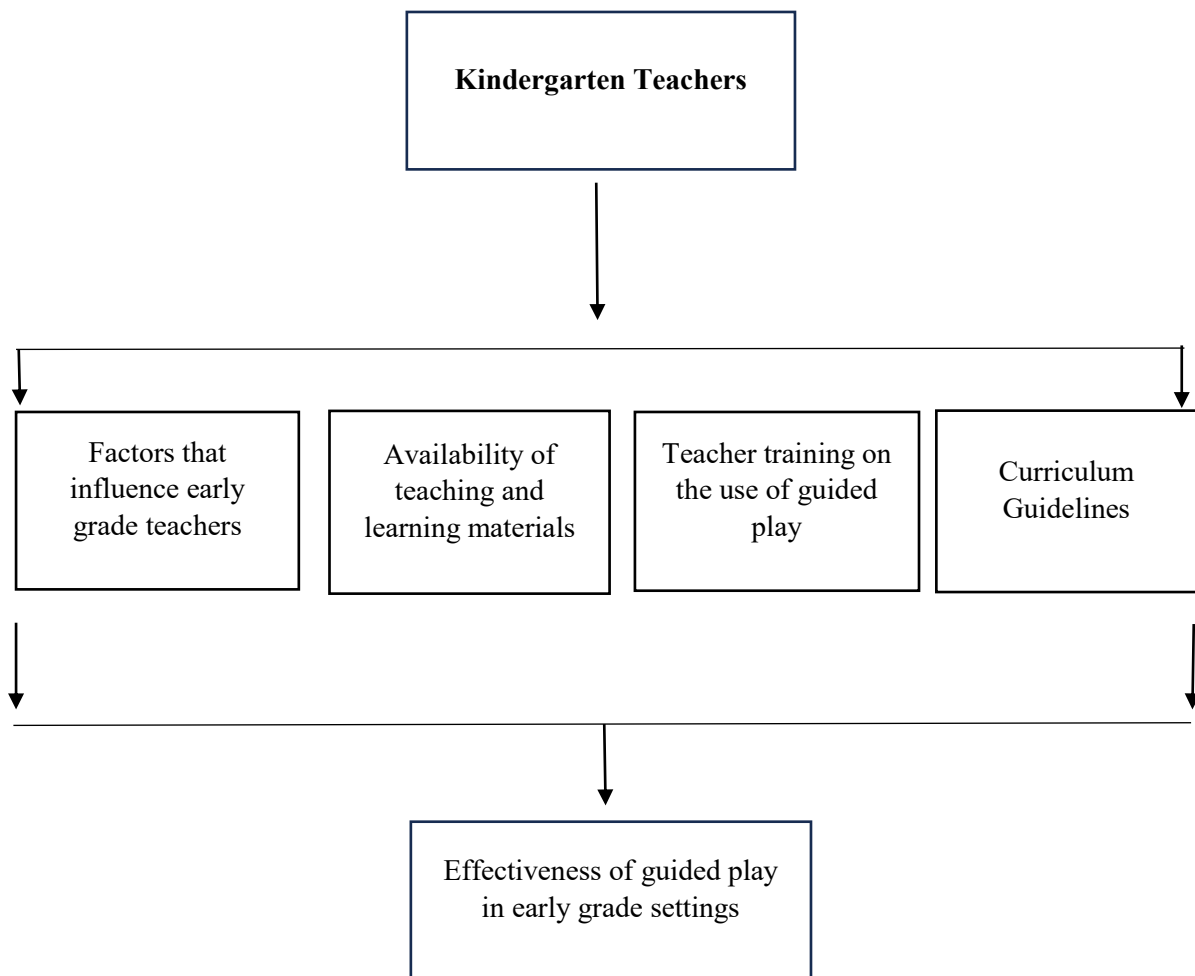 Kindergarten Teachers
Factors that
influence early
grade teachers
Availability of
teaching and
learning materials
Teacher training on
the use of guided
play
Curriculum
Guidelines
Effectiveness of guided play
in early grade settings